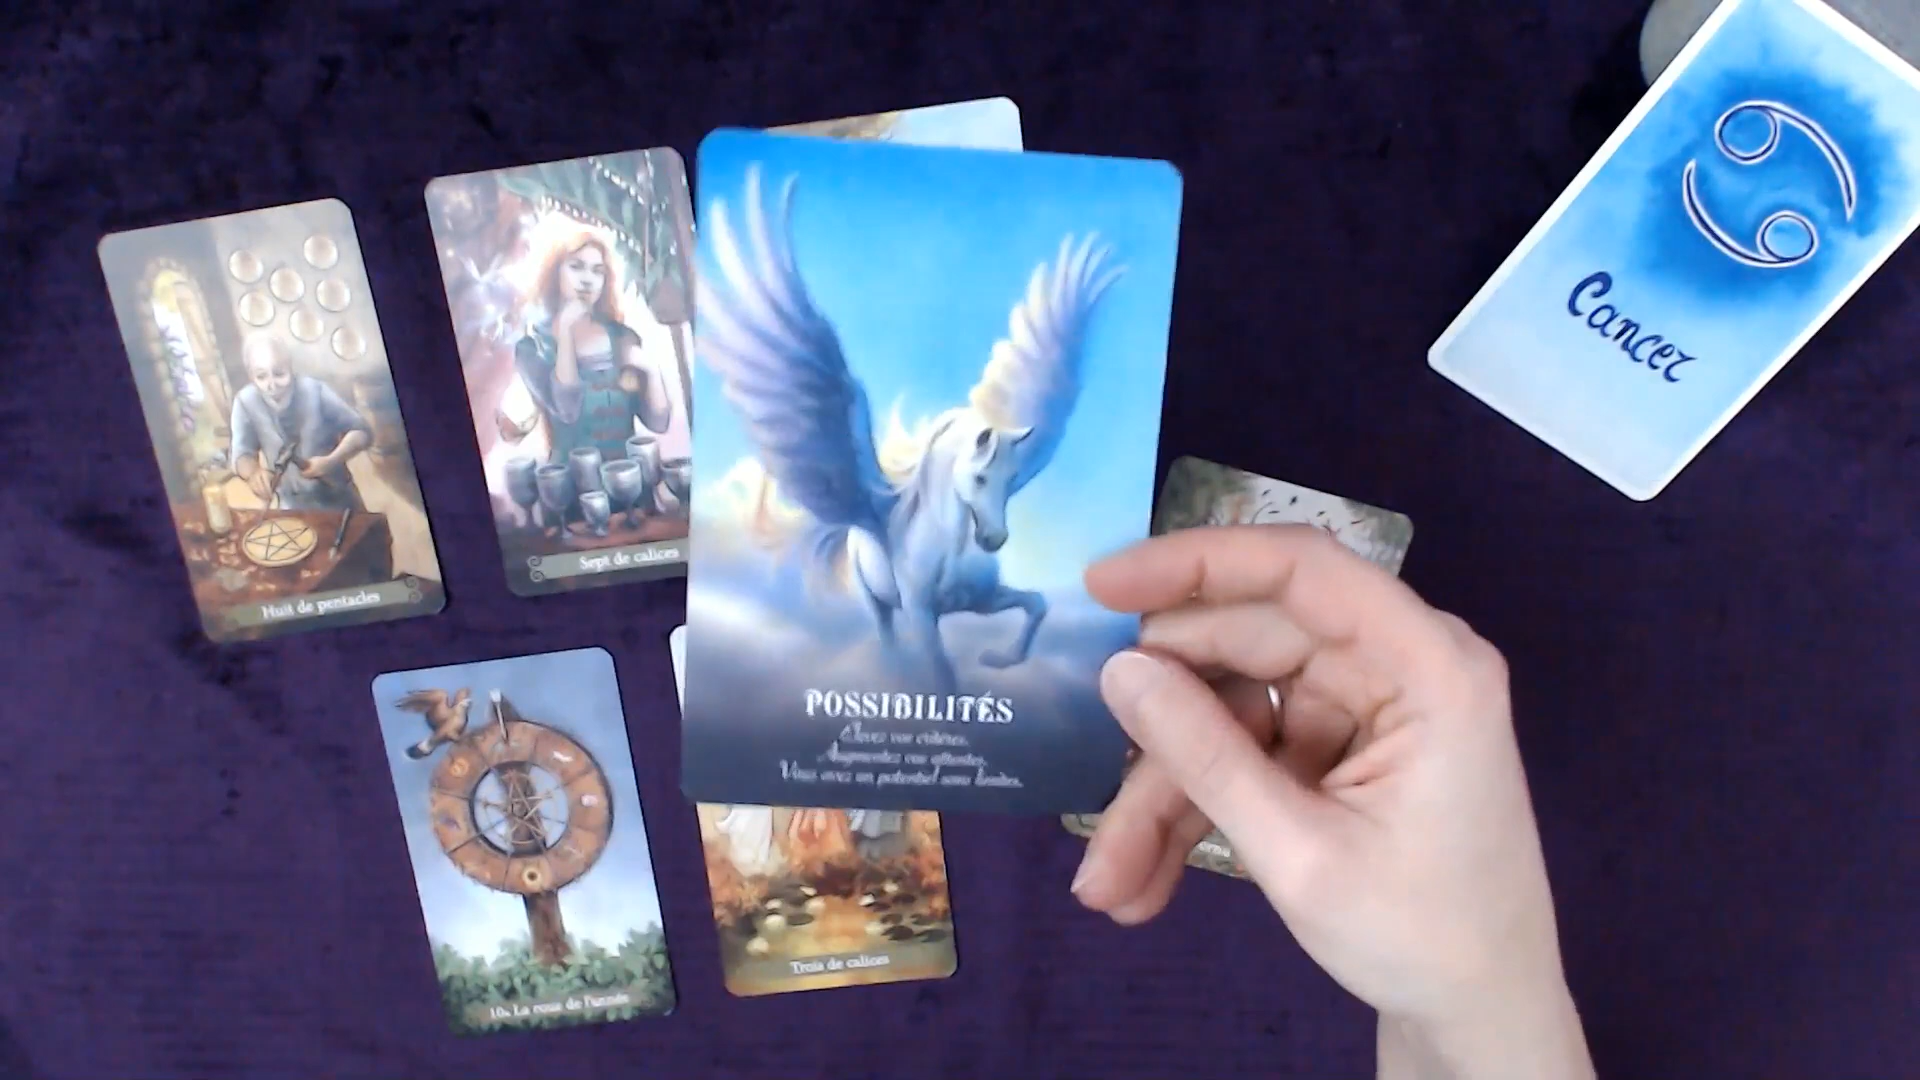 Cancer
Sept de calices
Huit de pentacles
POSSIBILITÉS
Élevez vos critères.
Augmentez vos attentes.
Vous avez un potentiel sans limites.
Trois de calices
10. La roue de l'année